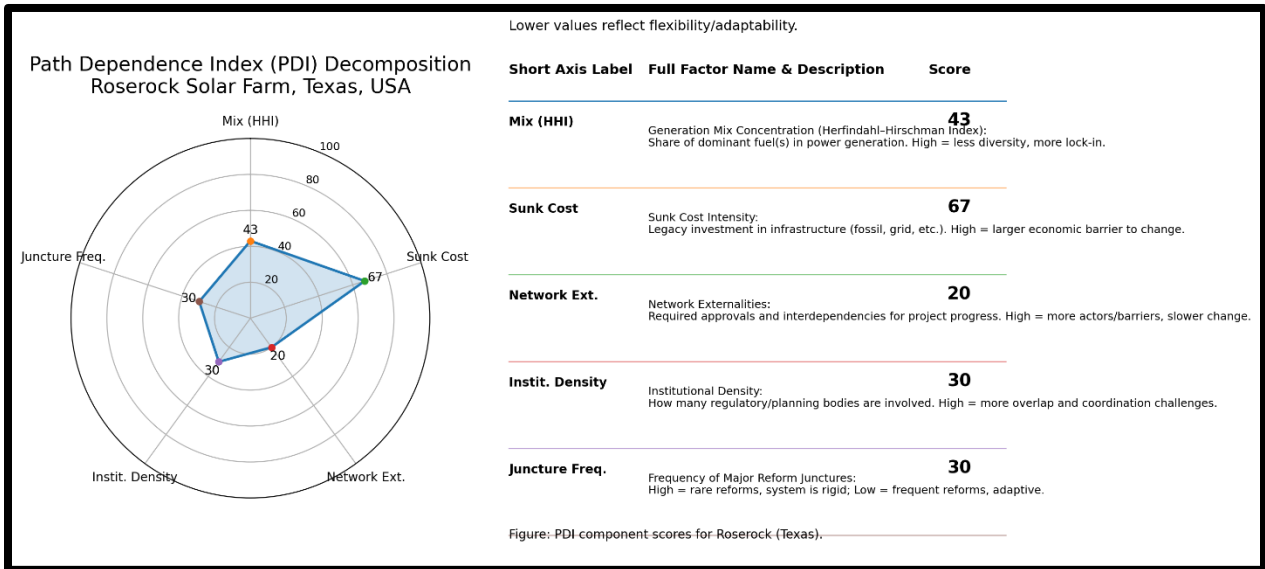 Path Dependence Index (PDI) Decomposition
Roserock Solar Farm, Texas, USA
Mix (HHI)
100
80
60
43
40
Juncture Freq.
Sunk Cost
20
67
30
20
30
Instit. Density
Network Ext.
Lower values reflect flexibility/adaptability.
Short Axis Label Full Factor Name & Description Score
Mix (HHI)
43
Generation Mix Concentration (Herfindahl–Hirschman Index):
Share of dominant fuel(s) in power generation. High = less diversity, more lock-in.
Sunk Cost
67
Sunk Cost Intensity:
Legacy investment in infrastructure (fossil, grid, etc.). High = larger economic barrier to change.
Network Ext.
20
Network Externalities:
Required approvals and interdependencies for project progress. High = more actors/barriers, slower change.
Instit. Density
30
Institutional Density:
How many regulatory/planning bodies are involved. High = more overlap and coordination challenges.
Juncture Freq.
30
Frequency of Major Reform Junctures:
High = rare reforms, system is rigid; Low = frequent reforms, adaptive.
Figure: PDI component scores for Roserock (Texas).